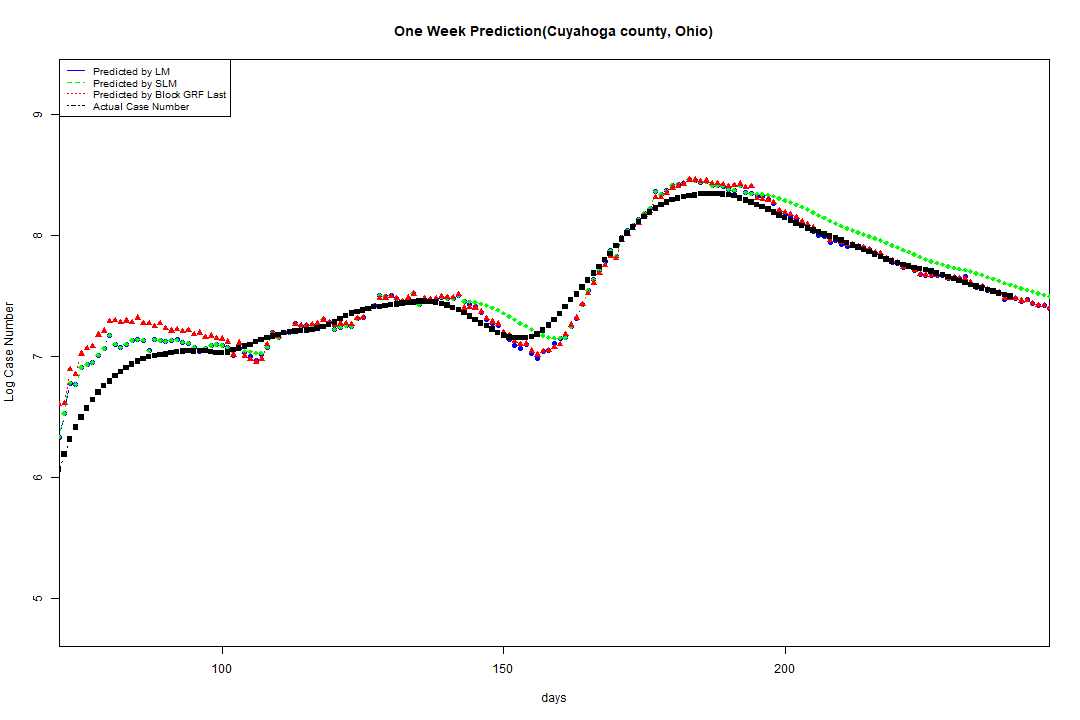 One Week Prediction(Cuyahoga county, Ohio)
Predicted by LM
Predicted by SLM
Predicted by Block GRF Last
Actual Case Number
9
8
7
6
5
Log Case Number
100
150
200
days